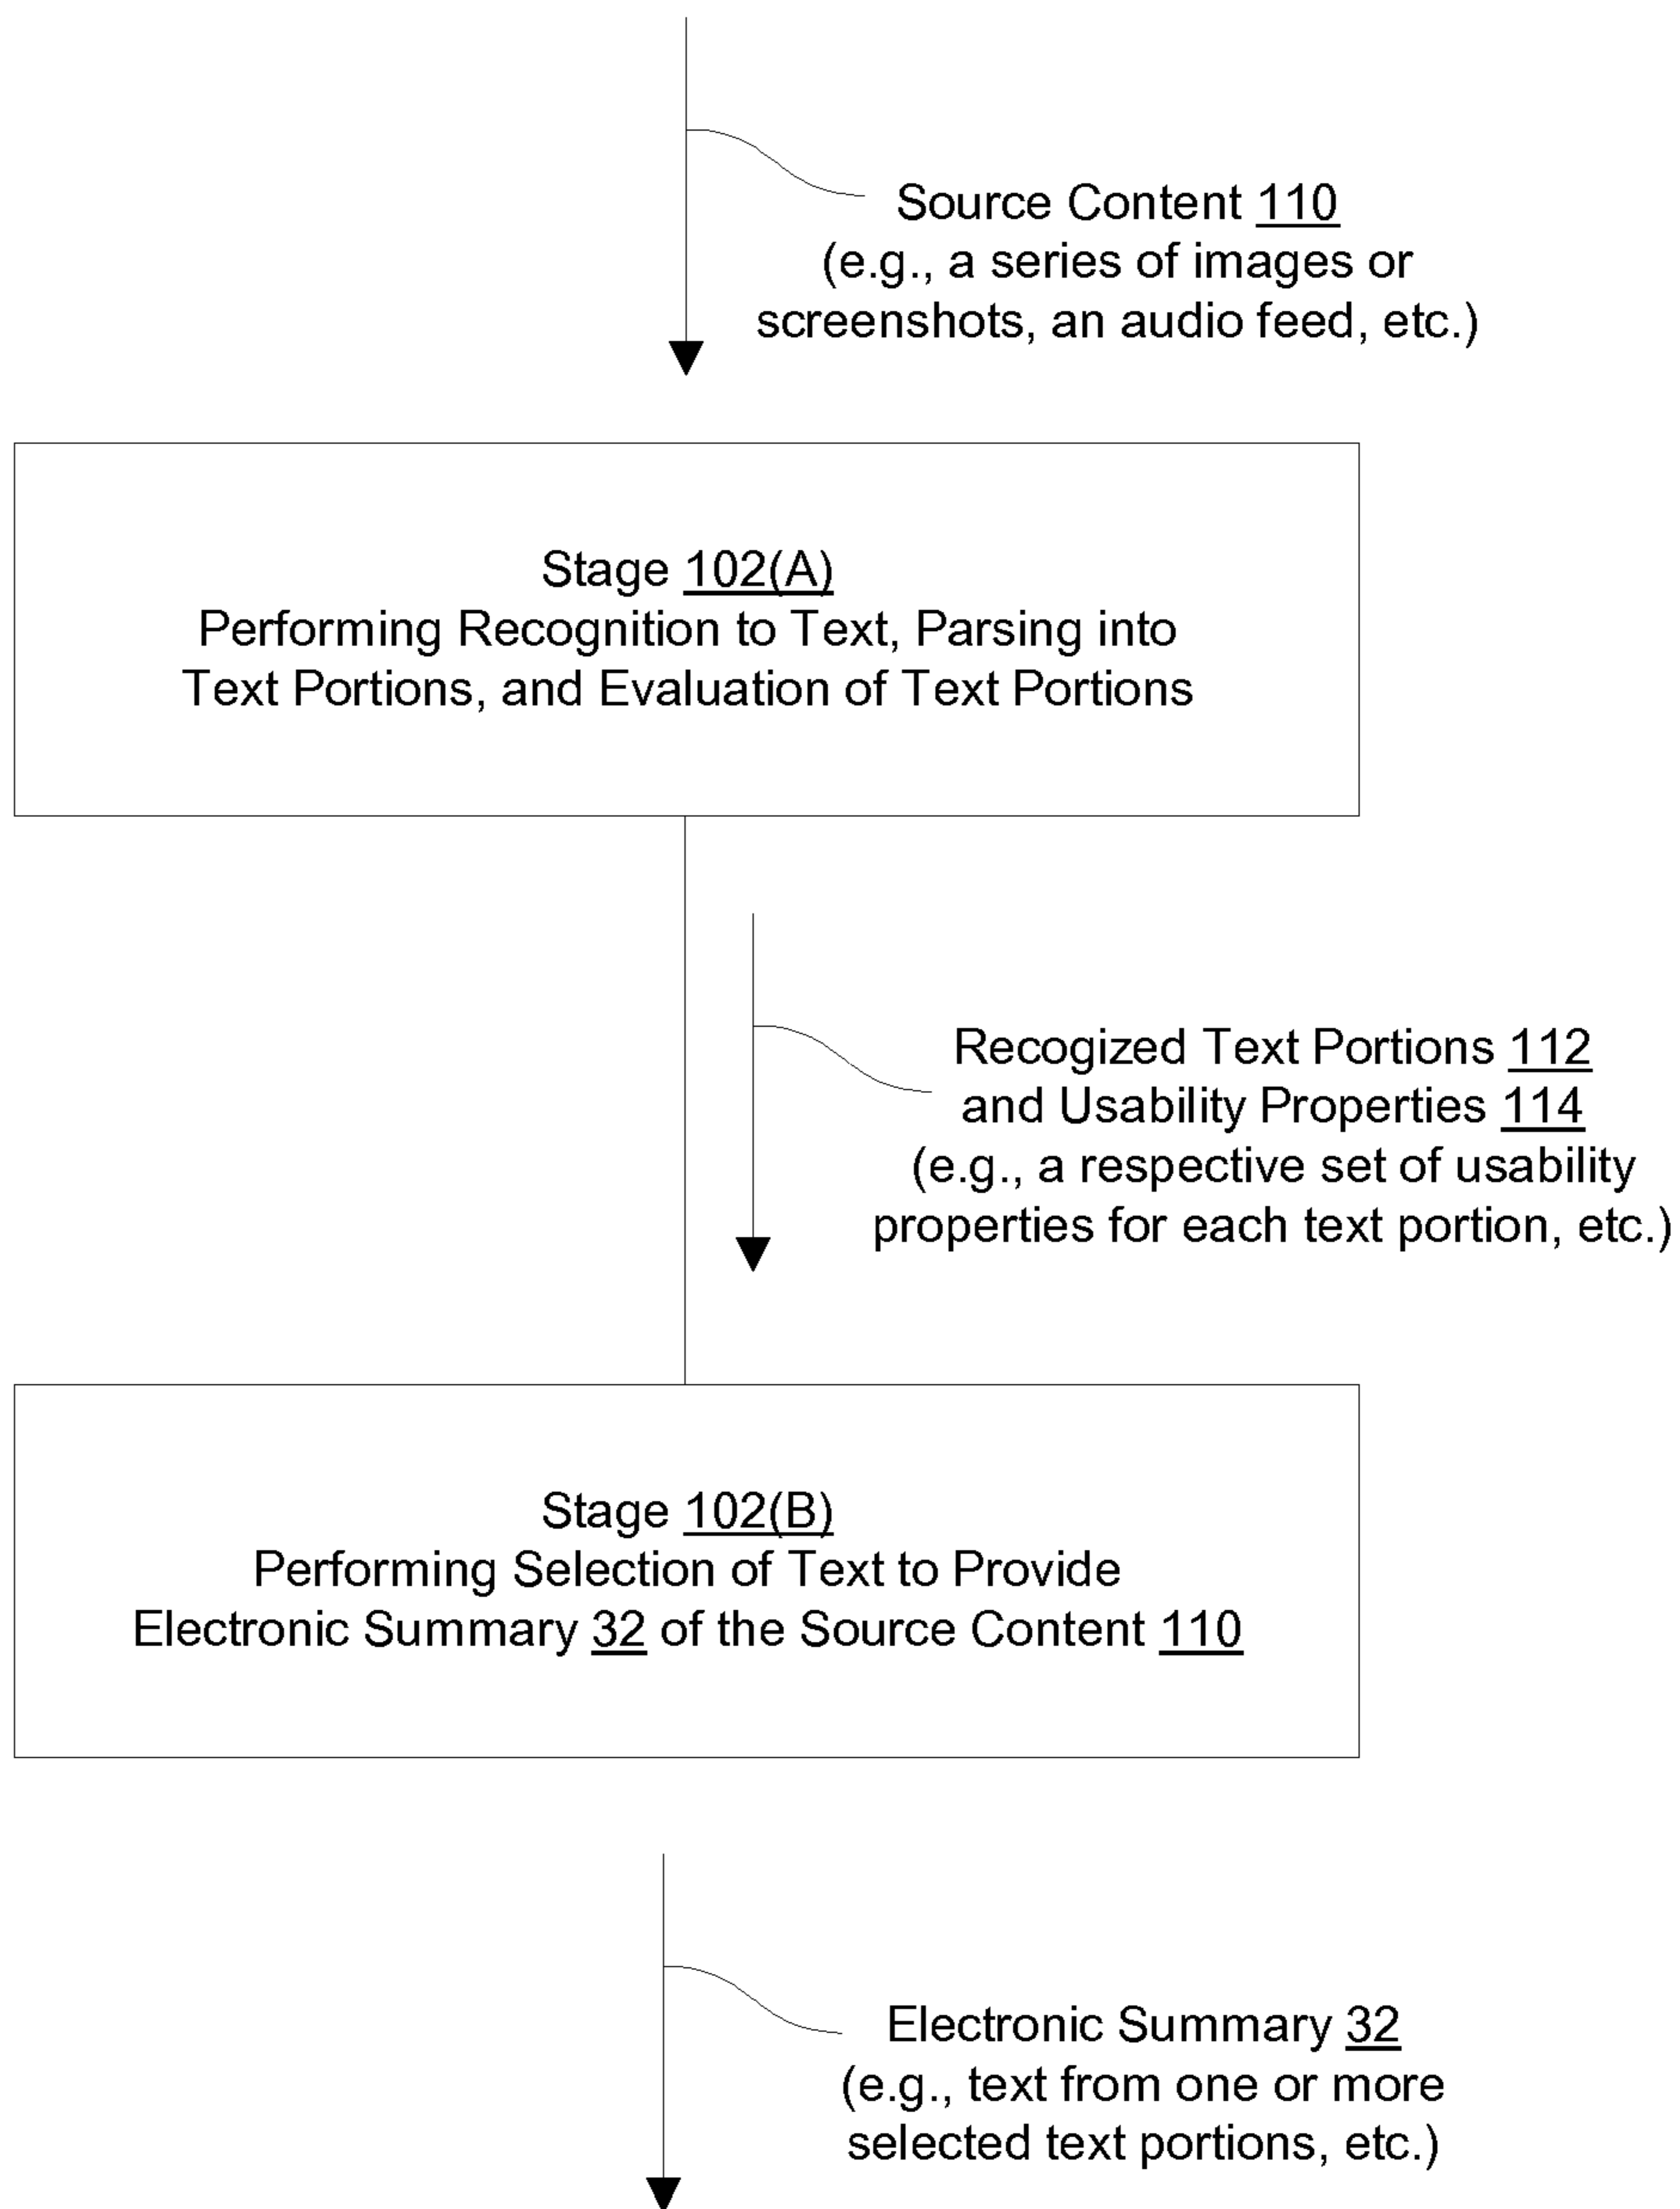 Source Content 110
(e.g., a series of images or
screenshots, an audio feed, etc.)
Stage 102(A)
Performing Recognition to Text, Parsing into
Text Portions, and Evaluation of Text Portions
Recogized Text Portions 112
and Usability Properties 114
(e.g., a respective set of usability
properties for each text portion, etc.)
Stage 102(B)
Performing Selection of Text to Provide
Electronic Summary 32 of the Source Content 110
Electronic Summary 32
(e.g., text from one or more
selected text portions, etc.)